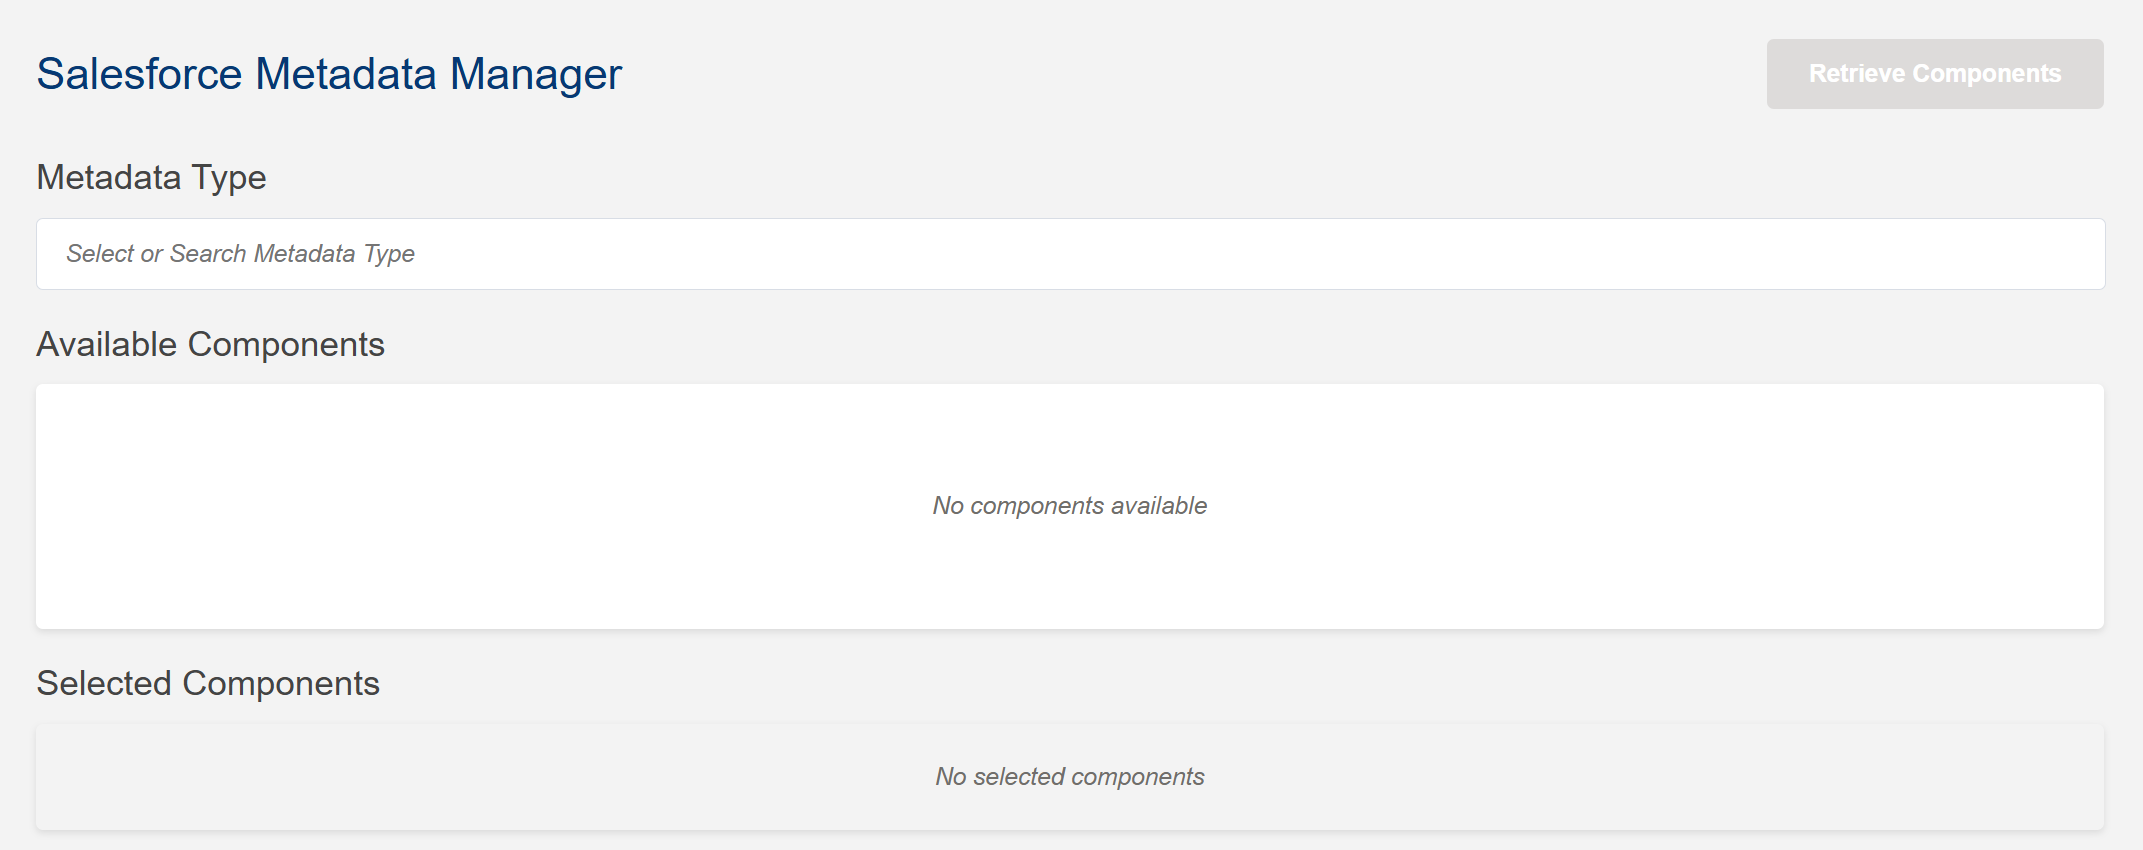 Salesforce Metadata Manager
Retrieve Components
Metadata Type
Select or Search Metadata Type
Available Components
No components available
Selected Components
No selected components